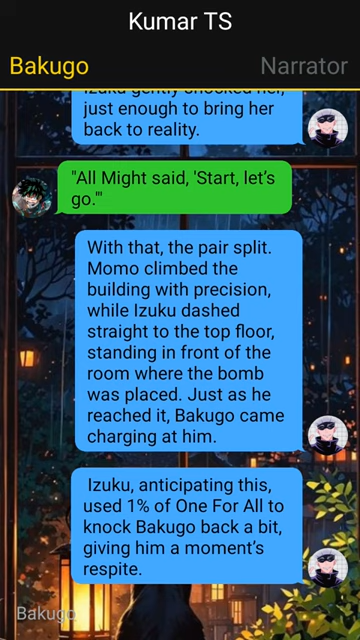 Kumar TS
Bakugo
Narrator
Izuku gently shocked her,
just enough to bring her
back to reality.
"All Might said, 'Start, let's
go.'"
With that, the pair split.
Momo climbed the
building with precision,
while Izuku dashed
straight to the top floor,
standing in front of the
room where the bomb
was placed. Just as he
reached it, Bakugo came
charging at him.
Izuku, anticipating this,
used 1% of One For All to
knock Bakugo back a bit,
giving him a moment's
respite.
Bakugo